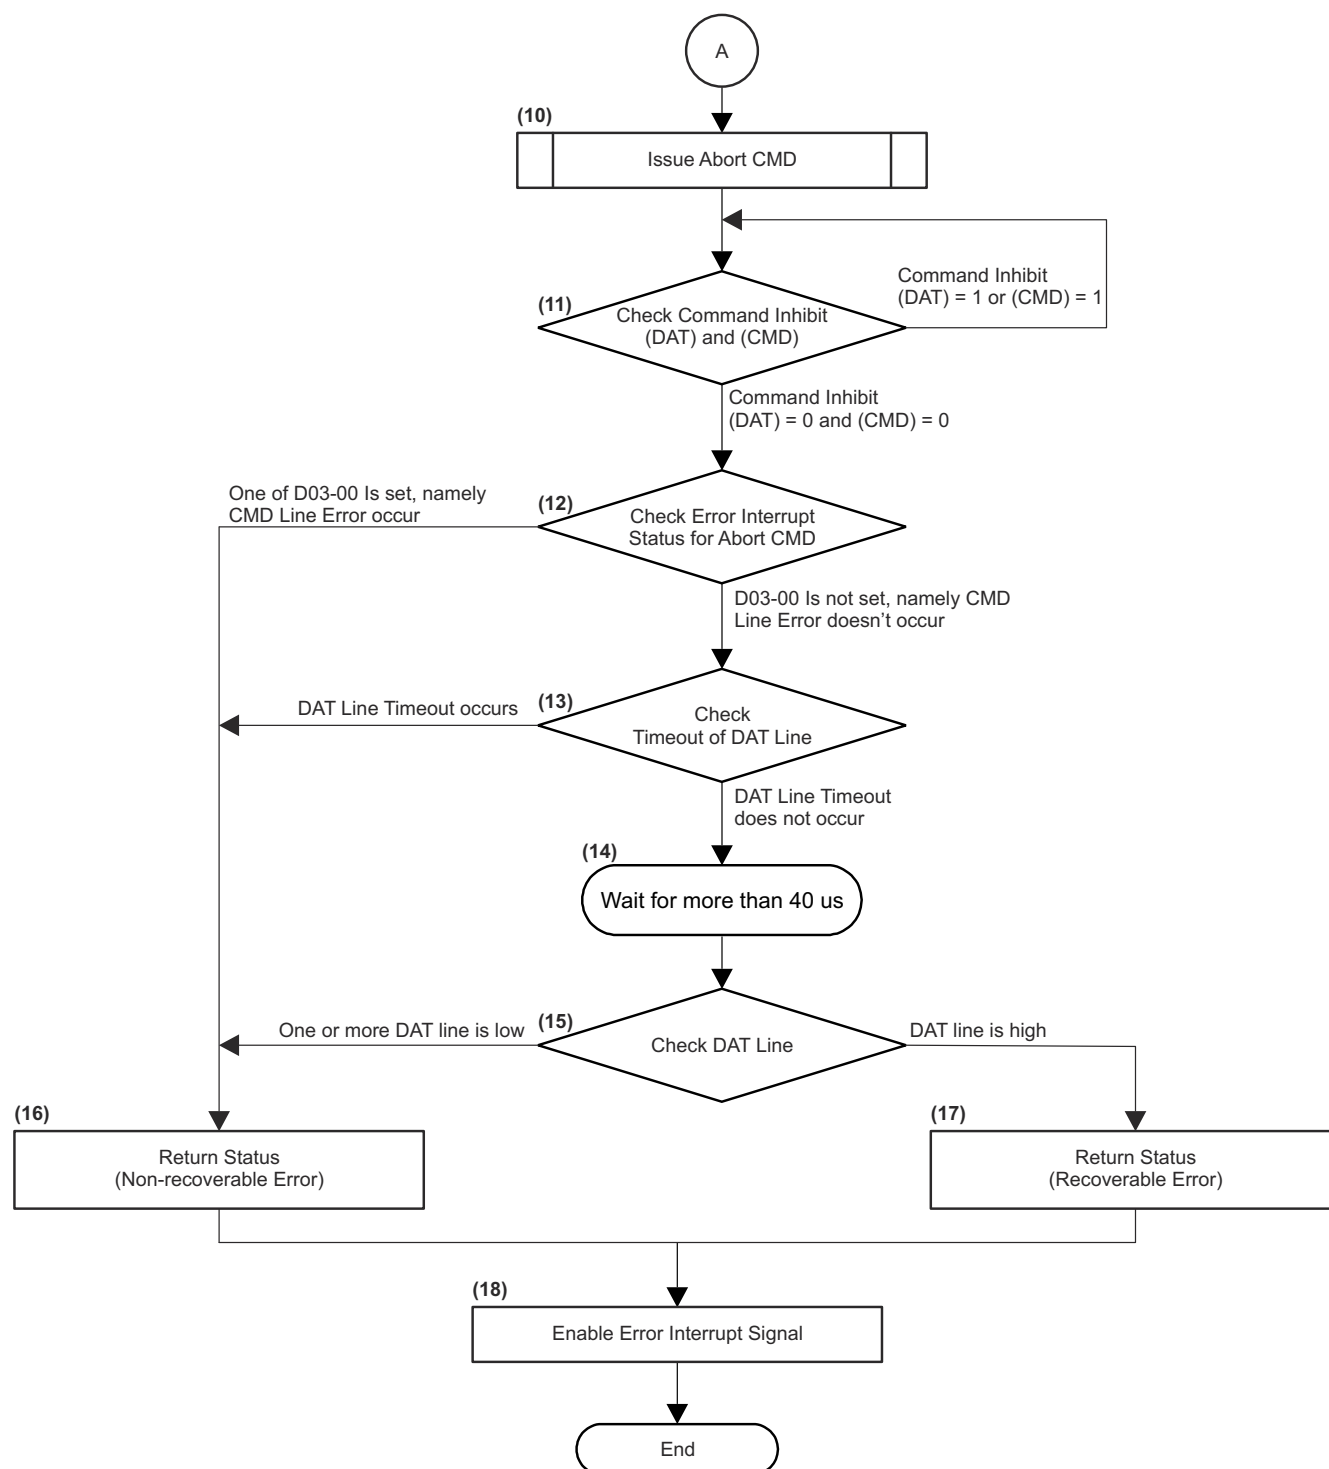 A
(10)
Issue Abort CMD
Command Inhibit
(DAT) = 1 or (CMD) = 1
(11)
Check Command Inhibit
(DAT) and (CMD)
Command Inhibit
(DAT) = 0 and (CMD) = 0
One of D03-00 Is set, namely
CMD Line Error occur
(12)
Check Error Interrupt
Status for Abort CMD
D03-00 Is not set, namely CMD
Line Error doesn't occur
DAT Line Timeout occurs
(13)
Check
Timeout of DAT Line
DAT Line Timeout
does not occur
(14)
Wait for more than 40 us
One or more DAT line is low
(15)
Check DAT Line
DAT line is high
(16)
Return Status
(Non-recoverable Error)
(17)
Return Status
(Recoverable Error)
(18)
Enable Error Interrupt Signal
End